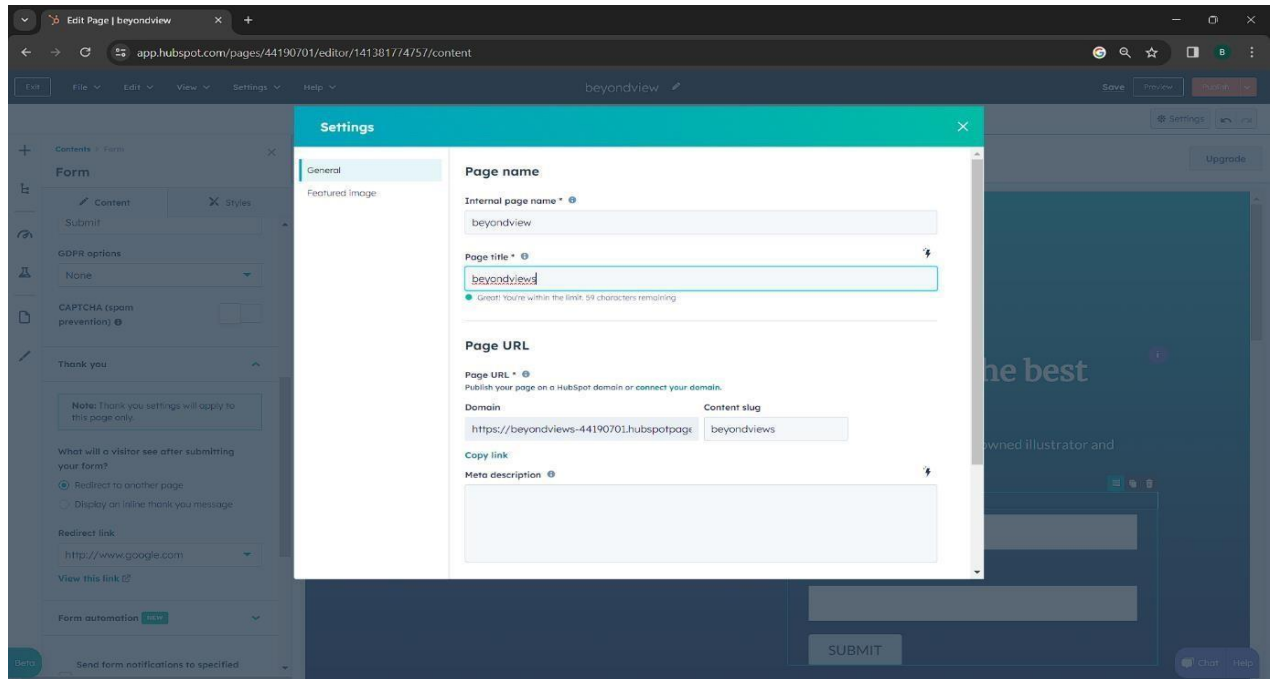 Edit Page | beyondview
app.hubspot.com/pages/44190701/editor/141381774757/content
B
Exit
File
Edit
View
Settings
Help
beyondview
Save
Preview
Publish
Settings
Contents › Form
Form
Upgrade
Content
Styles
Submit
GDPR options
None
CAPTCHA (spam
prevention)
Thank you
Note: Thank you settings will apply to
this page only.
What will a visitor see after submitting
your form?
Redirect to another page
Display an inline thank you message
Redirect link
http://www.google.com
View this link
Form automation NEW
Send form notifications to specified
Beta
Settings
General
Featured image
Page name
Internal page name *
beyondview
Page title *
beyondviews
Great! You're within the limit. 59 characters remaining
Page URL
Page URL *
Publish your page on a HubSpot domain or connect your domain.
Domain
Content slug
https://beyondviews-44190701.hubspotpage
beyondviews
Copy link
Meta description
he best
owned illustrator and
SUBMIT
Chat
Help